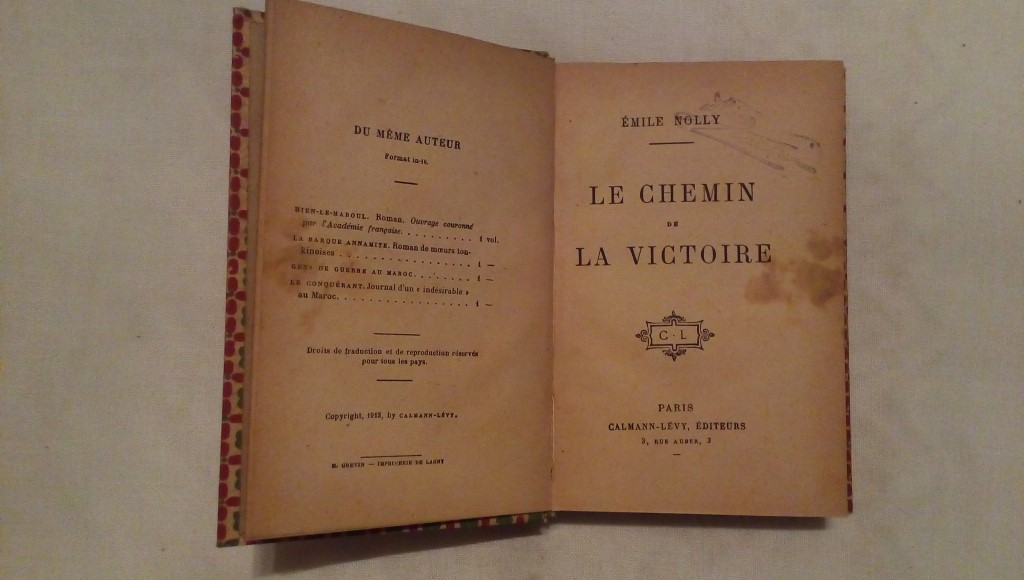 DU MÊME AUTEUR
Format in-18.
HIEN-LE-MABOUL. Roman. Ouvrage couronné
par l'Académie française. . . . . . . . . 1 vol.
LA BARQUE ANNAMITE. Roman de mœurs ton-
kinoises . . . . . . . . . . . . . . . . 1 —
GENS DE GUERRE AU MAROC. . . . . . . . 1 —
LE CONQUÉRANT. Journal d'un « indésirable »
au Maroc. . . . . . . . . . . . . . . . . 1 —
Droits de traduction et de reproduction réservés
pour tous les pays.
Copyright, 1913, by CALMANN-LÉVY.
E. GREVIN — IMPRIMERIE DE LAGNY
ÉMILE NOLLY
LE CHEMIN
DE
LA VICTOIRE
C·L
PARIS
CALMANN-LÉVY, ÉDITEURS
3, RUE AUBER, 3